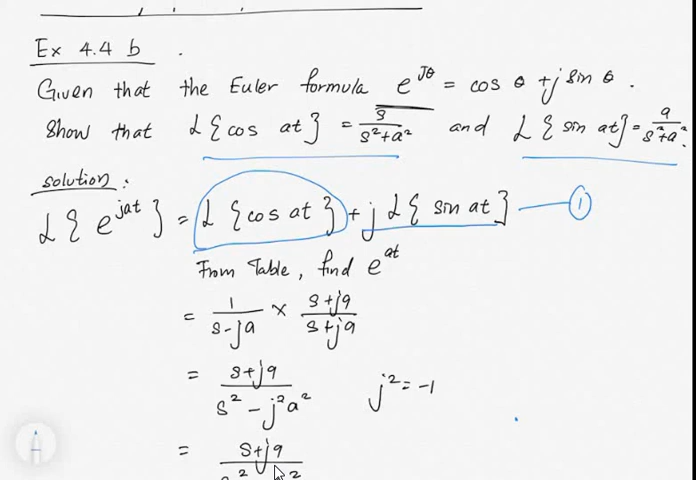 Ex 4.4 b .
Given that the Euler formula e^jθ = cos θ + j sin θ .
Show that L{cos at} = s/(s²+a²) and L{sin at} = a/(s²+a²).
solution :
L{e^jat} = L{cos at} + j L{sin at} — ①
From Table, find e^at
= 1/(s-ja) × (s+ja)/(s+ja)
= (s+ja)/(s² - j²a²) j² = -1
= s+ja